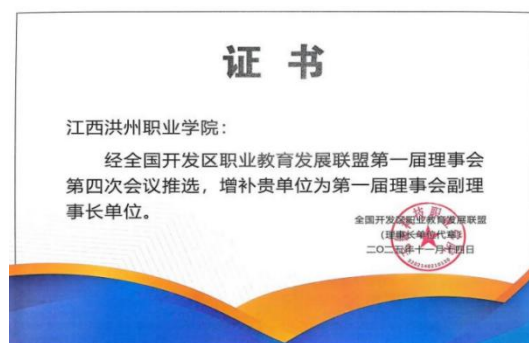 证书
江西洪州职业学院：
经全国开发区职业教育发展联盟第一届理事会
第四次会议推选，增补贵单位为第一届理事会副理
事长单位。
全国开发区职业教育发展联盟
（理事长单位代章）
二〇二五年十一月十四日